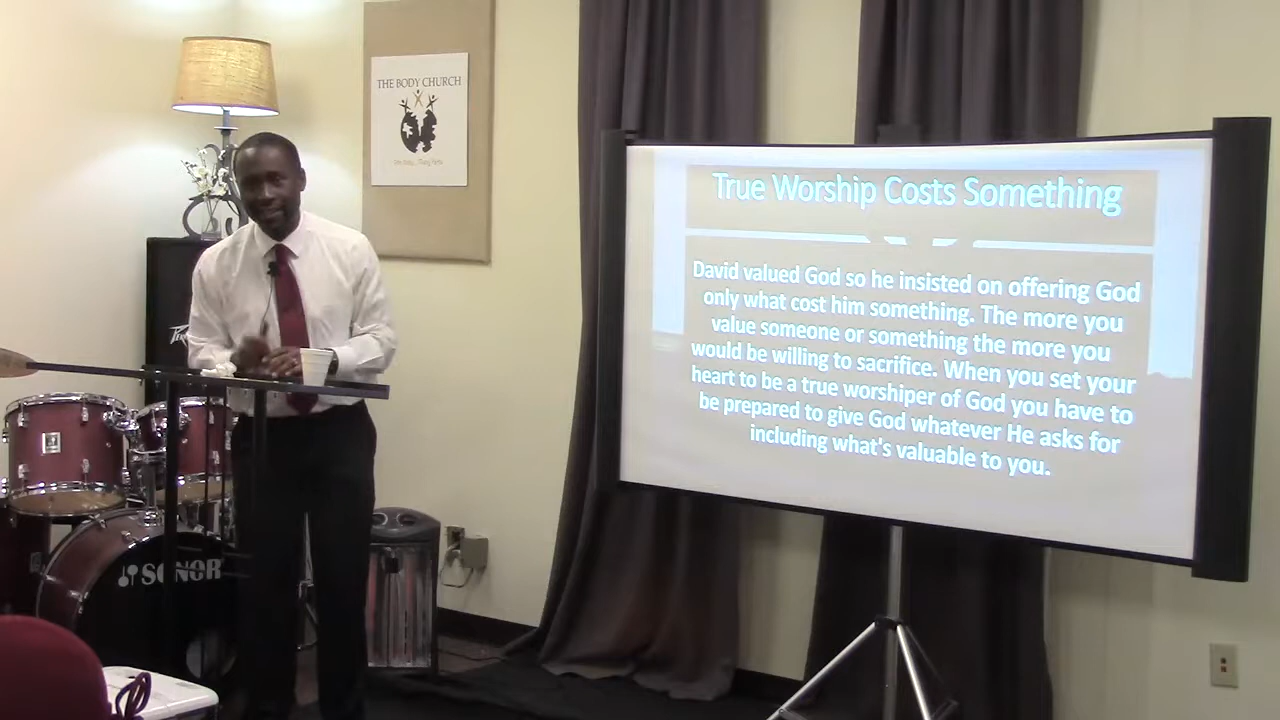 THE BODY CHURCH
True Worship Costs Something
David valued God so he insisted on offering God
only what cost him something. The more you
value someone or something the more you
would be willing to sacrifice. When you set your
heart to be a true worshiper of God you have to
be prepared to give God whatever He asks for
including what's valuable to you.
SONOR